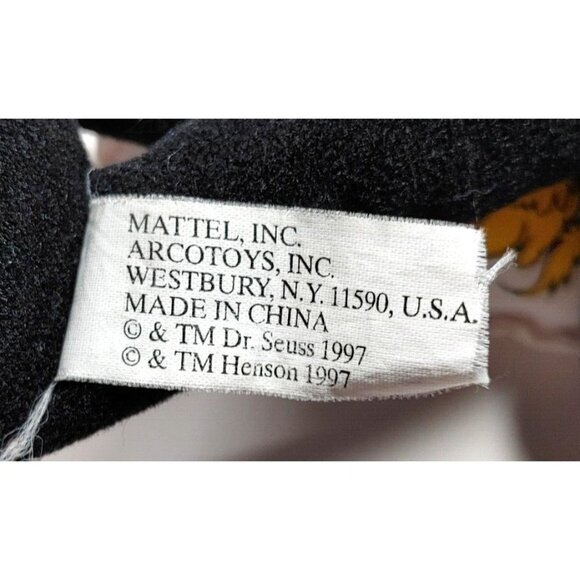 MATTEL, INC.
ARCOTOYS, INC.
WESTBURY, N.Y. 11590, U.S.A.
MADE IN CHINA
© & TM Dr. Seuss 1997
© & TM Henson 1997